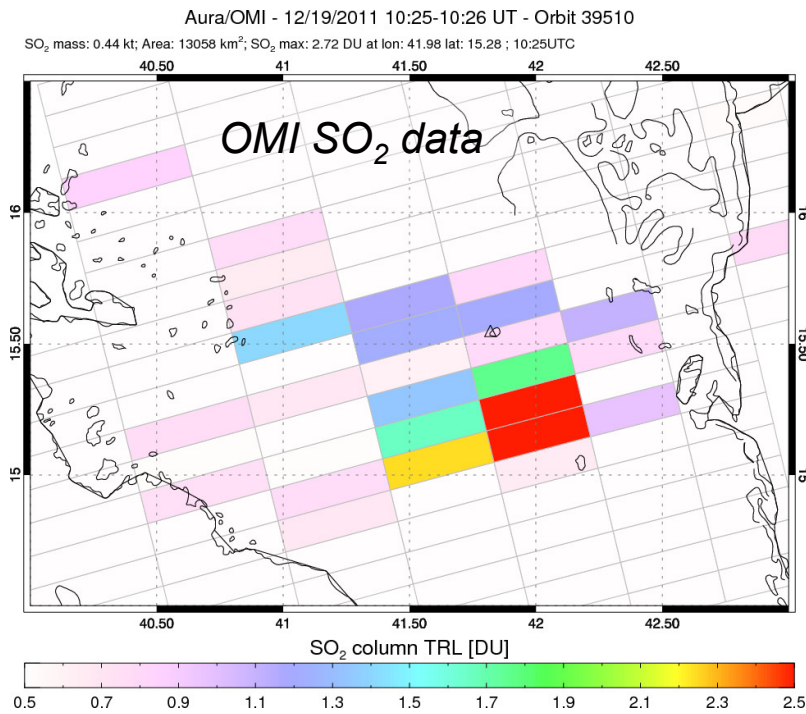 Aura/OMI - 12/19/2011 10:25-10:26 UT - Orbit 39510
SO₂ mass: 0.44 kt; Area: 13058 km²; SO₂ max: 2.72 DU at lon: 41.98 lat: 15.28 ; 10:25UTC
40.50 41 41.50 42 42.50
OMI SO₂ data
16 16
15.50 15.50
15 15
40.50 41 41.50 42 42.50
SO₂ column TRL [DU]
0.5 0.7 0.9 1.1 1.3 1.5 1.7 1.9 2.1 2.3 2.5